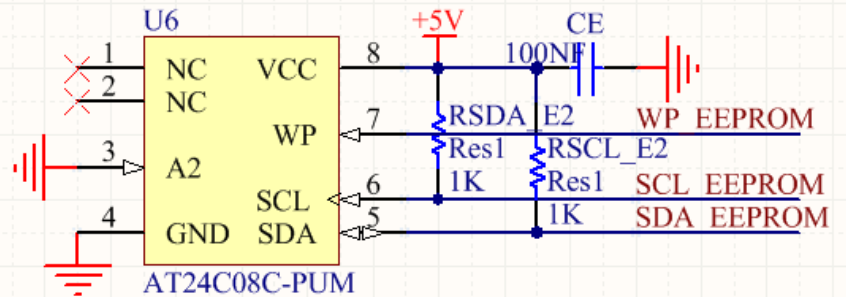 U6
+5V
1
NC
VCC
8
100NF
CE
2
NC
RSDA_E2
WP
7
WP_EEPROM
3
A2
Res1
RSCL_E2
1K
Res1
SCL
6
SCL_EEPROM
4
GND
SDA
5
1K
SDA_EEPROM
AT24C08C-PUM